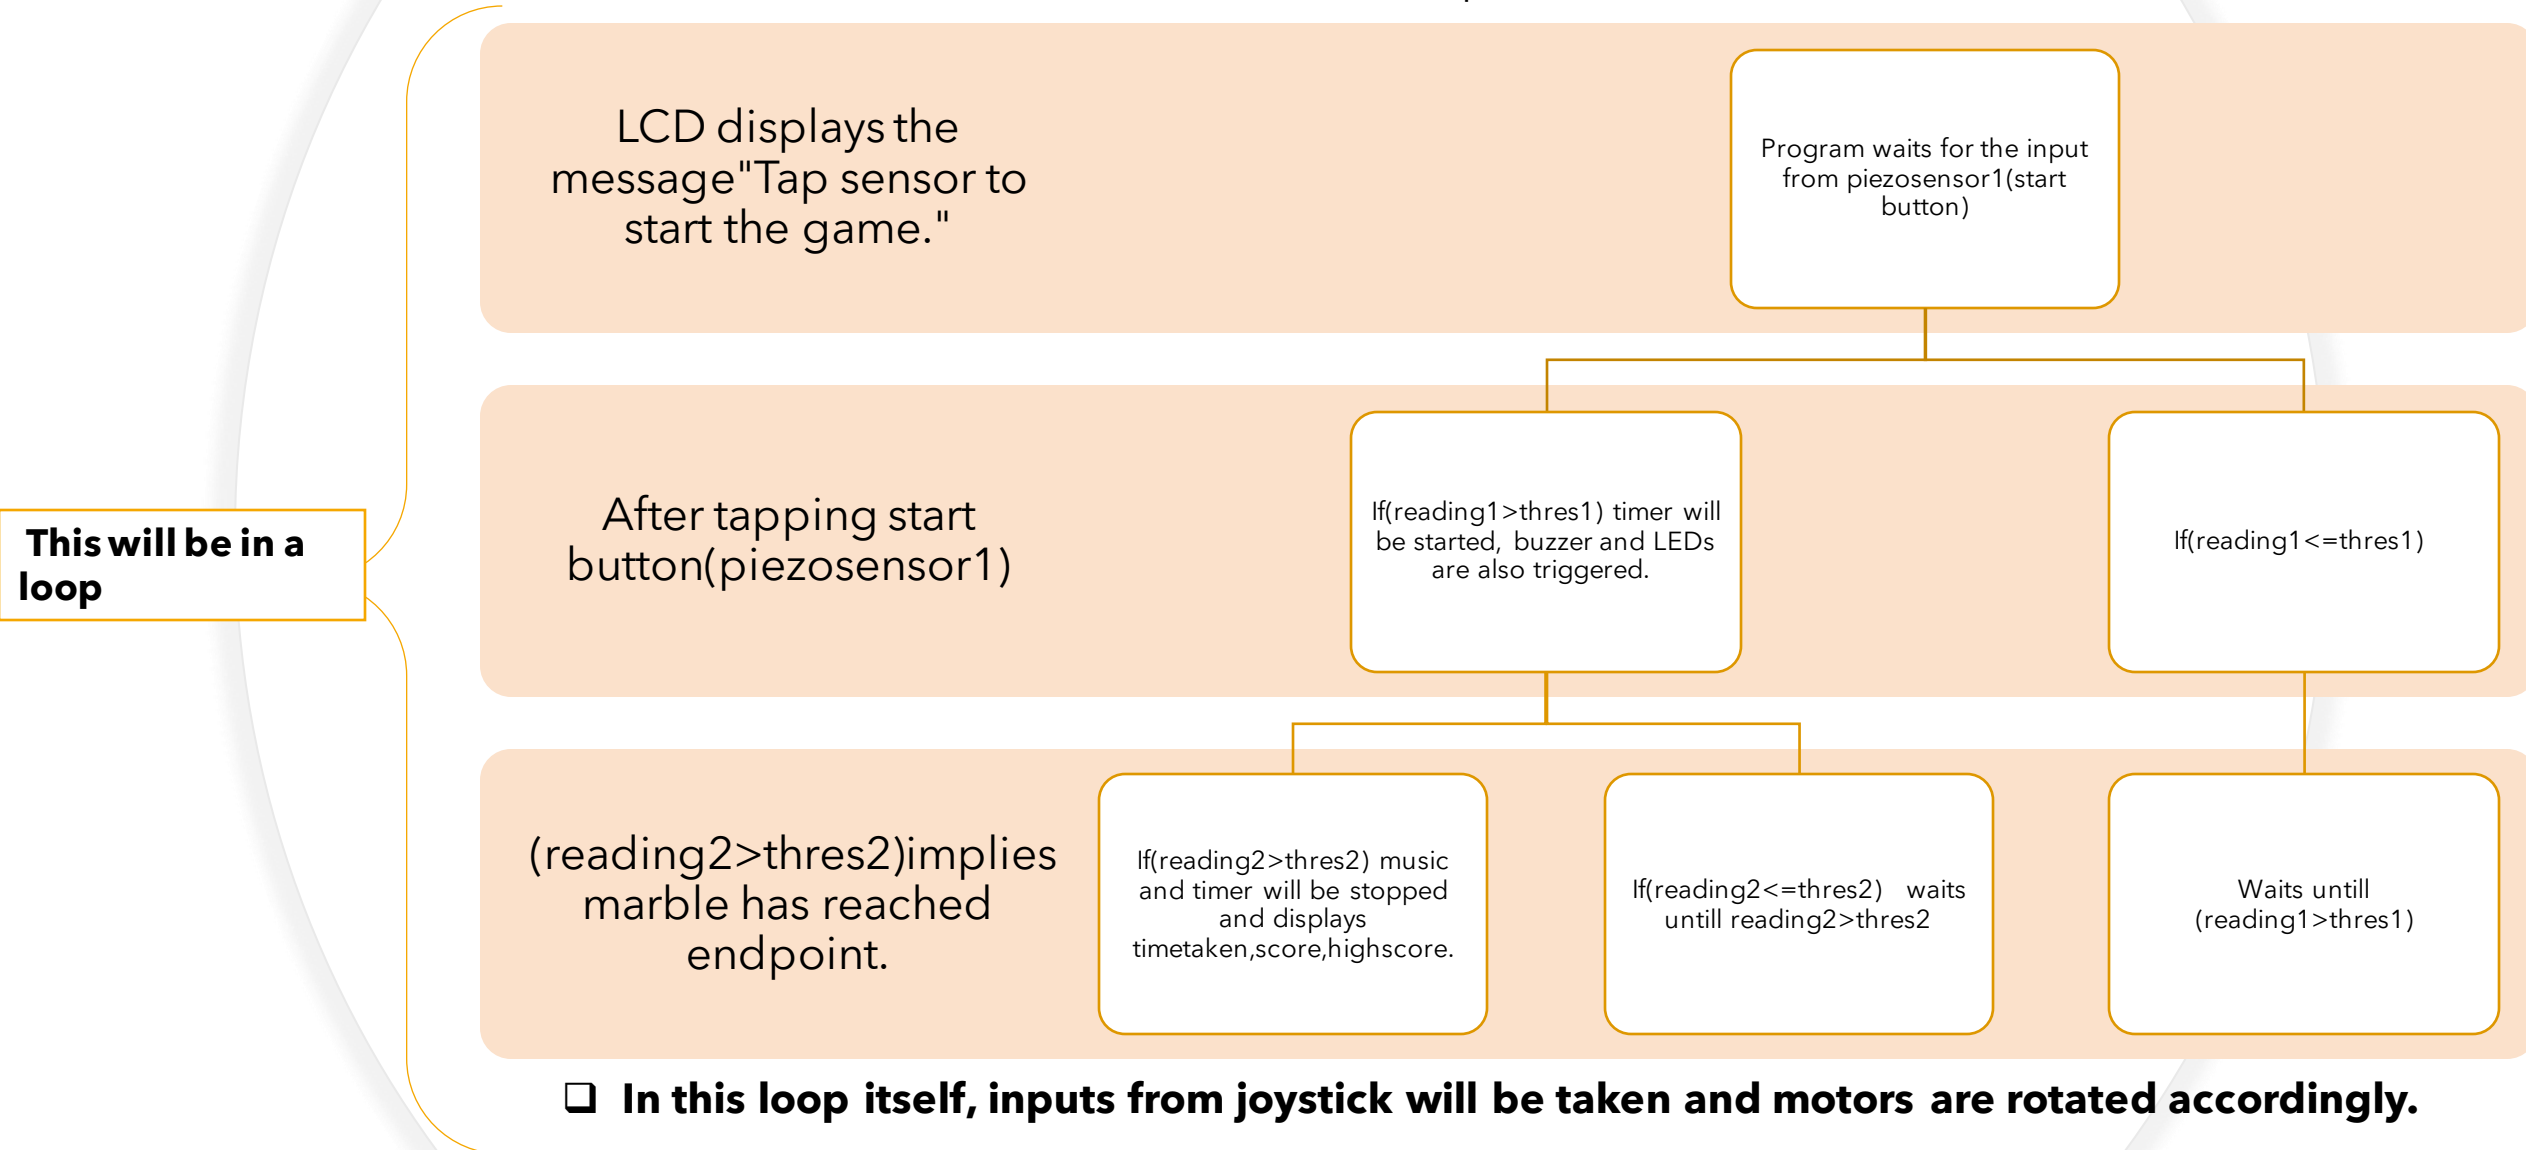 LCD displays the
message"Tap sensor to
start the game."
Program waits for the input
from piezosensor1(start
button)
This will be in a
loop
After tapping start
button(piezosensor1)
If(reading1>thres1) timer will
be started, buzzer and LEDs
are also triggered.
If(reading1<=thres1)
(reading2>thres2)implies
marble has reached
endpoint.
If(reading2>thres2) music
and timer will be stopped
and displays
timetaken,score,highscore.
If(reading2<=thres2) waits
untill reading2>thres2
Waits untill
(reading1>thres1)
❑ In this loop itself, inputs from joystick will be taken and motors are rotated accordingly.